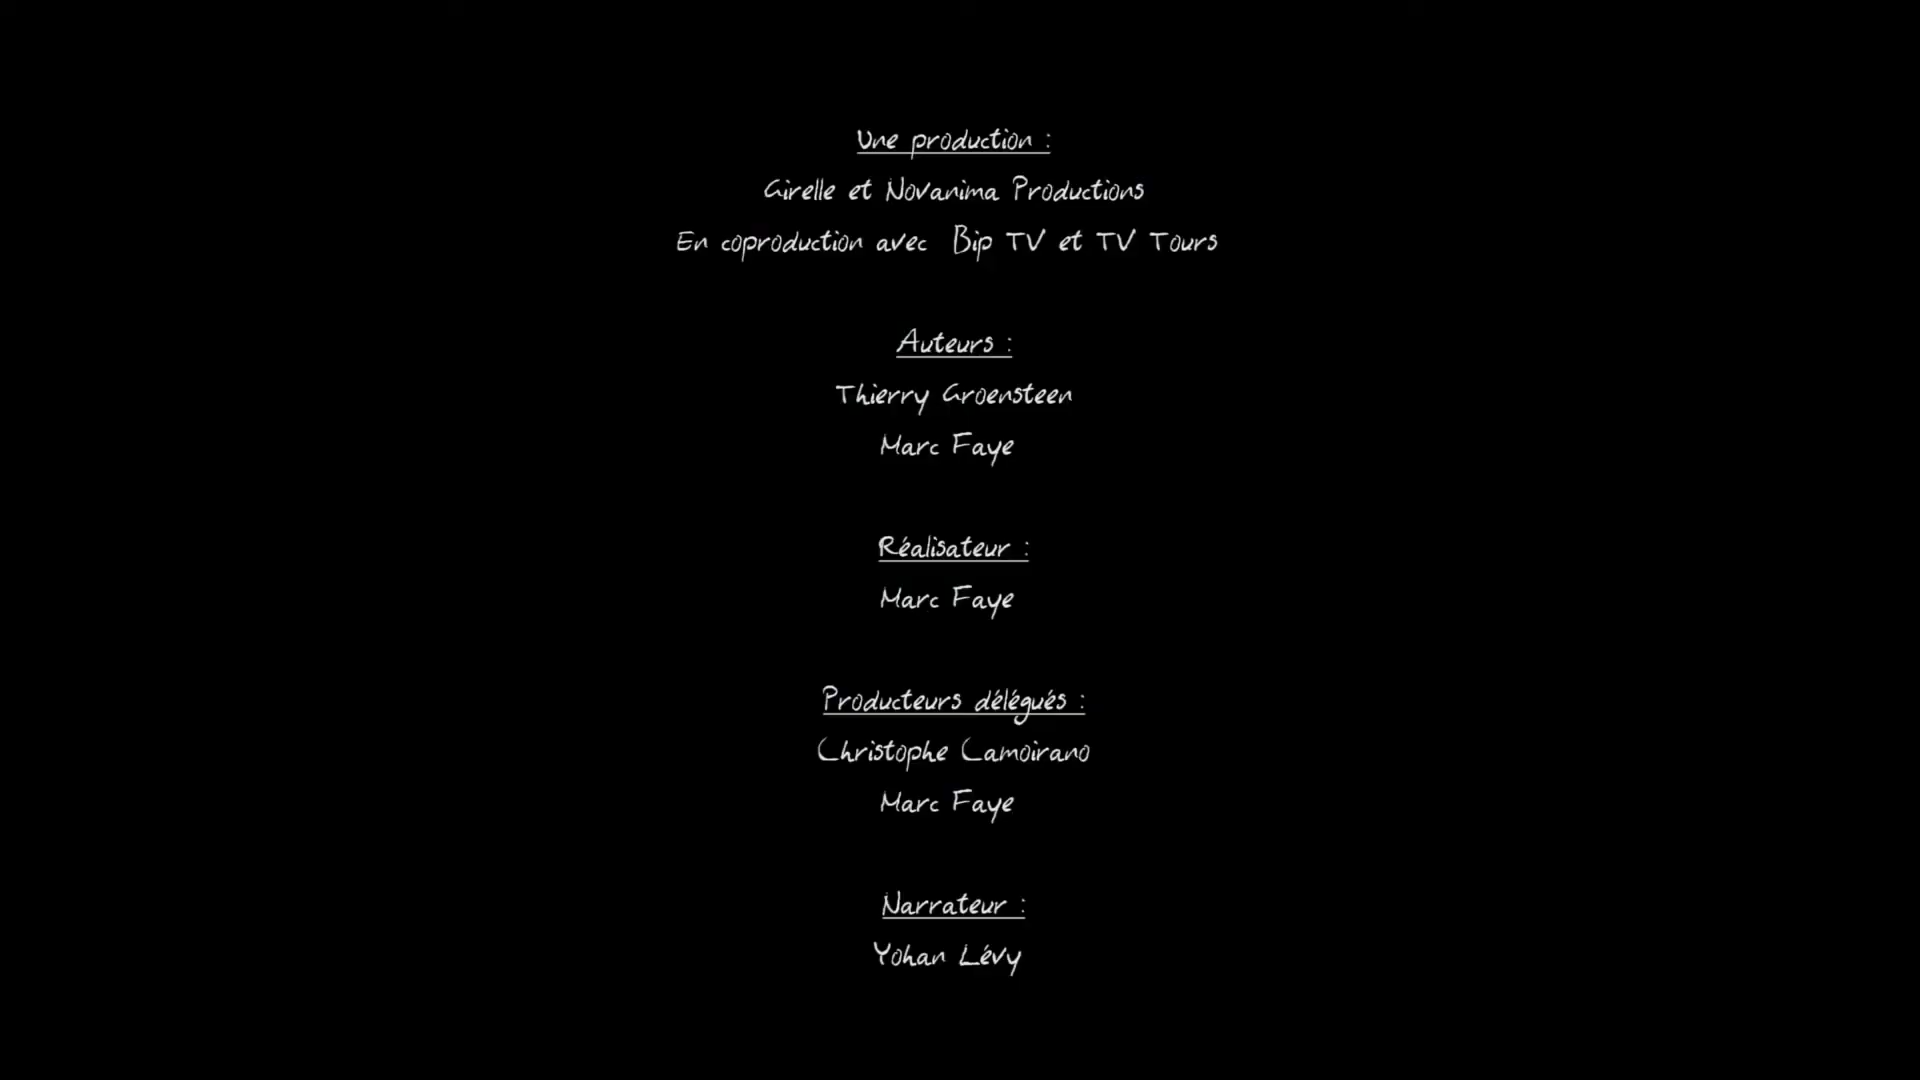 Une production :
Girelle et Novanima Productions
En coproduction avec Bip TV et TV Tours
Auteurs :
Thierry Groensteen
Marc Faye
Réalisateur :
Marc Faye
Producteurs délégués :
Christophe Camoirano
Marc Faye
Narrateur :
Yohan Lévy